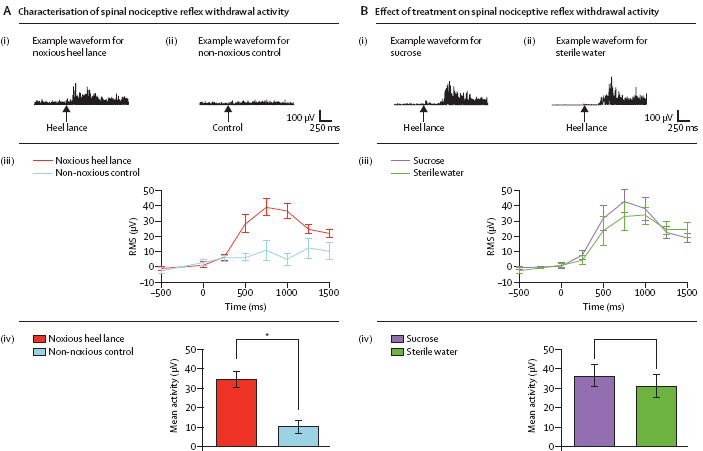 A Characterisation of spinal nociceptive reflex withdrawal activity
(i) Example waveform for
noxious heel lance
(ii) Example waveform for
non-noxious control
Heel lance
Control
100 μV
250 ms
(iii) Noxious heel lance
Non-noxious control
RMS (μV)
50
40
30
20
10
0
–10
–500
0
500
1000
1500
Time (ms)
(iv) Noxious heel lance
Non-noxious control
*
Mean activity (μV)
50
40
30
20
10
0
B Effect of treatment on spinal nociceptive reflex withdrawal activity
(i) Example waveform for
sucrose
(ii) Example waveform for
sterile water
Heel lance
Heel lance
100 μV
250 ms
(iii) Sucrose
Sterile water
RMS (μV)
50
40
30
20
10
0
–10
–500
0
500
1000
1500
Time (ms)
(iv) Sucrose
Sterile water
Mean activity (μV)
50
40
30
20
10
0